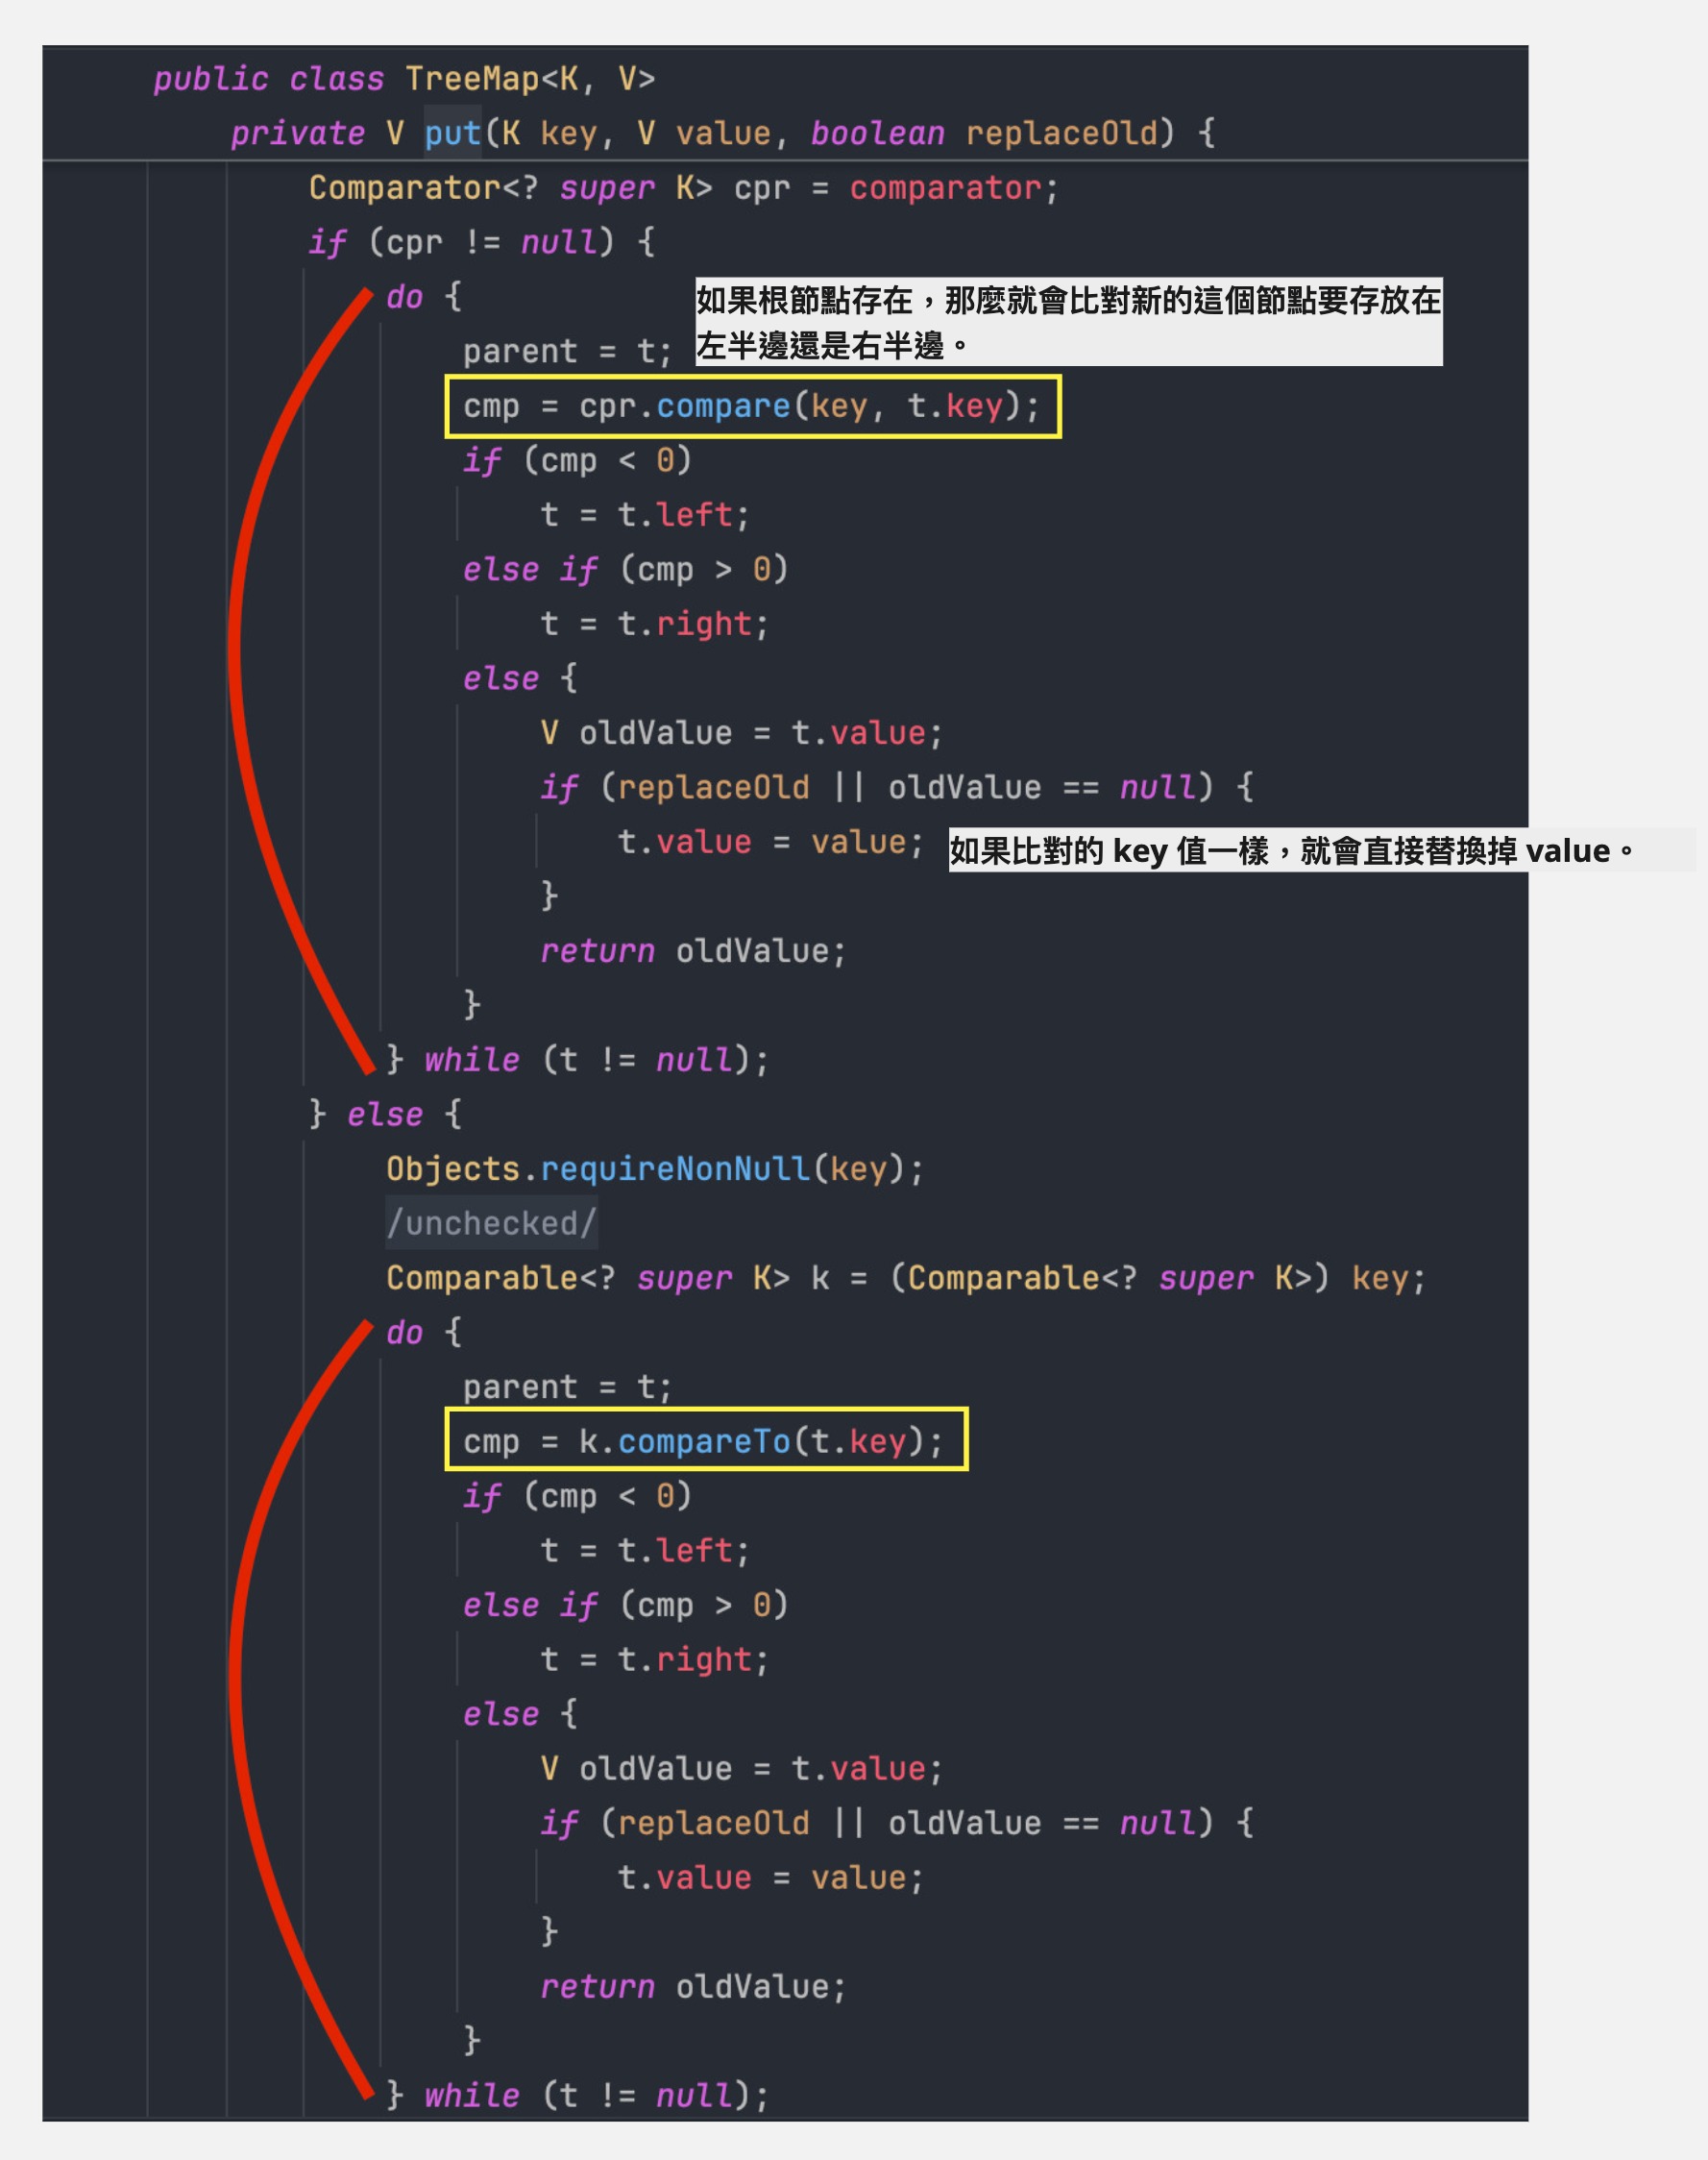 public class TreeMap<K, V>
private V put(K key, V value, boolean replaceOld) {
Comparator<? super K> cpr = comparator;
if (cpr != null) {
do {
如果根節點存在，那麼就會比對新的這個節點要存放在
左半邊還是右半邊。
parent = t;
cmp = cpr.compare(key, t.key);
if (cmp < 0)
t = t.left;
else if (cmp > 0)
t = t.right;
else {
V oldValue = t.value;
if (replaceOld || oldValue == null) {
t.value = value;
如果比對的 key 值一樣，就會直接替換掉 value。
}
return oldValue;
}
} while (t != null);
} else {
Objects.requireNonNull(key);
/unchecked/
Comparable<? super K> k = (Comparable<? super K>) key;
do {
parent = t;
cmp = k.compareTo(t.key);
if (cmp < 0)
t = t.left;
else if (cmp > 0)
t = t.right;
else {
V oldValue = t.value;
if (replaceOld || oldValue == null) {
t.value = value;
}
return oldValue;
}
} while (t != null);